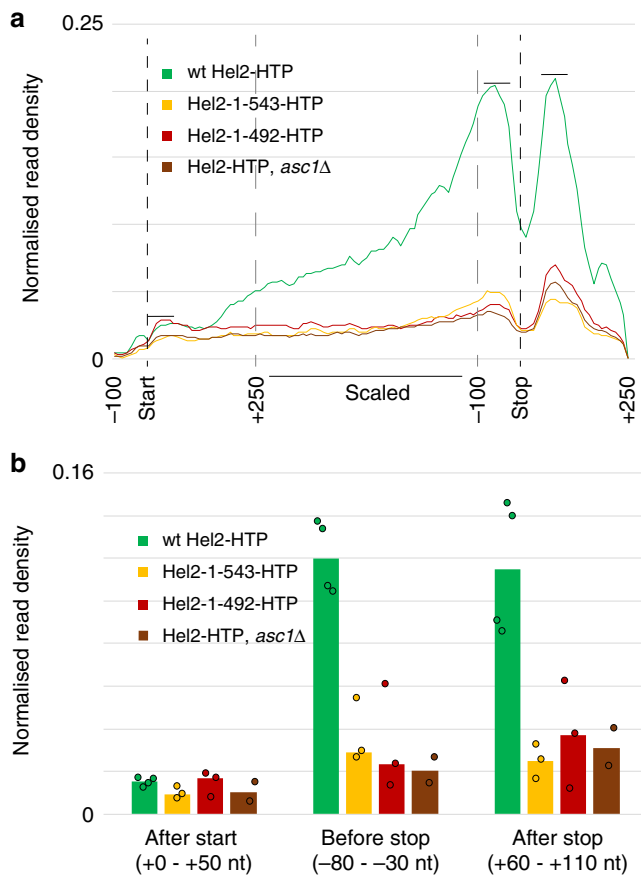 a
0.25
Normalised read density
wt Hel2-HTP
Hel2-1-543-HTP
Hel2-1-492-HTP
Hel2-HTP, asc1Δ
0
−100
Start
+250
Scaled
−100
Stop
+250
b
0.16
Normalised read density
wt Hel2-HTP
Hel2-1-543-HTP
Hel2-1-492-HTP
Hel2-HTP, asc1Δ
0
After start
(+0 - +50 nt)
Before stop
(−80 - −30 nt)
After stop
(+60 - +110 nt)